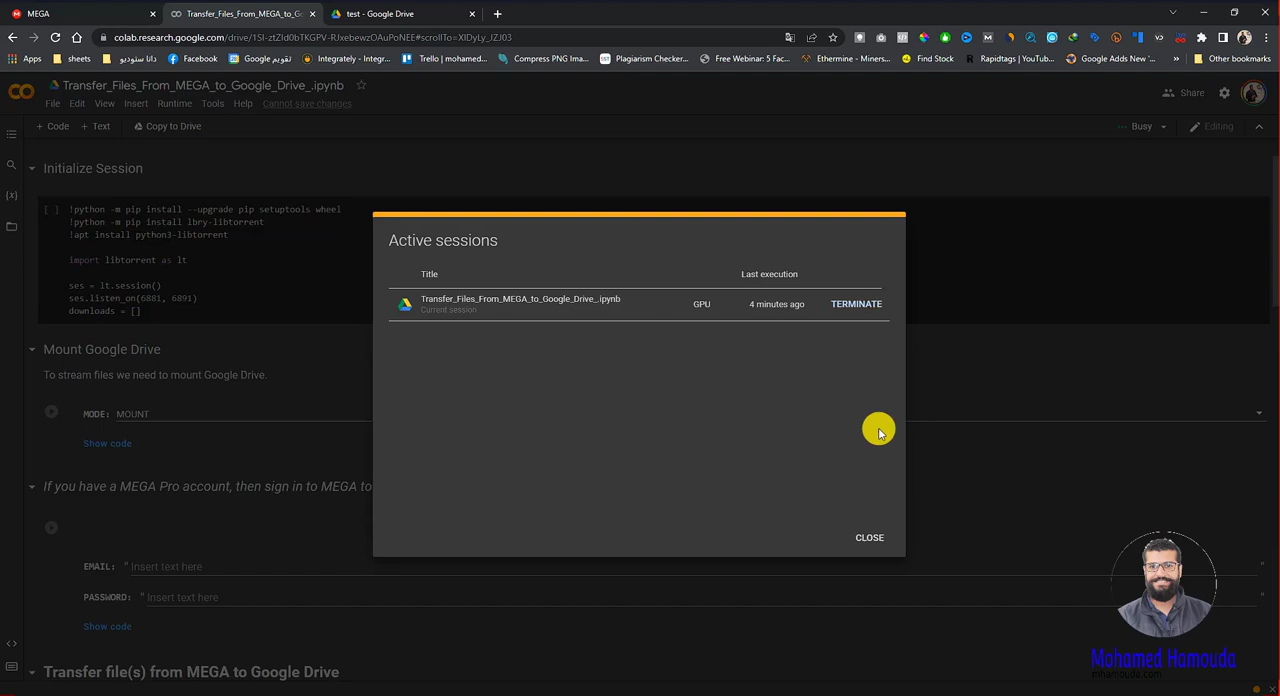 MEGA
Transfer_Files_From_MEGA_to_Go
test - Google Drive
colab.research.google.com/drive/
Apps
sheets
دانا ستوديو
Facebook
تقويم Google
Integrately - Integr...
Trello | mohamed...
Compress PNG Ima...
Plagiarism Checker...
Free Webinar: 5 Fac...
Ethermine - Miners...
Find Stock
Rapidtags | YouTub...
Google Adds New '...
»
Other bookmarks
Transfer_Files_From_MEGA_to_Google_Drive_.ipynb
File Edit View Insert Runtime Tools Help Cannot save changes
Share
+ Code + Text Copy to Drive
Busy
Editing
Initialize Session
[ ] !python -m pip install --upgrade pip setuptools wheel
!python -m pip install lbry-libtorrent
!apt install python3-libtorrent
import libtorrent as lt
ses = lt.session()
ses.listen_on(6881, 6891)
downloads = []
Active sessions
Title Last execution
Transfer_Files_From_MEGA_to_Google_Drive_.ipynb GPU 4 minutes ago TERMINATE
Current session
CLOSE
Mount Google Drive
To stream files we need to mount Google Drive.
MODE: MOUNT
Show code
If you have a MEGA Pro account, then sign in to MEGA to
EMAIL: " Insert text here "
PASSWORD: " Insert text here "
Show code
Transfer file(s) from MEGA to Google Drive
Mohamed Hamouda
mhamouda.com